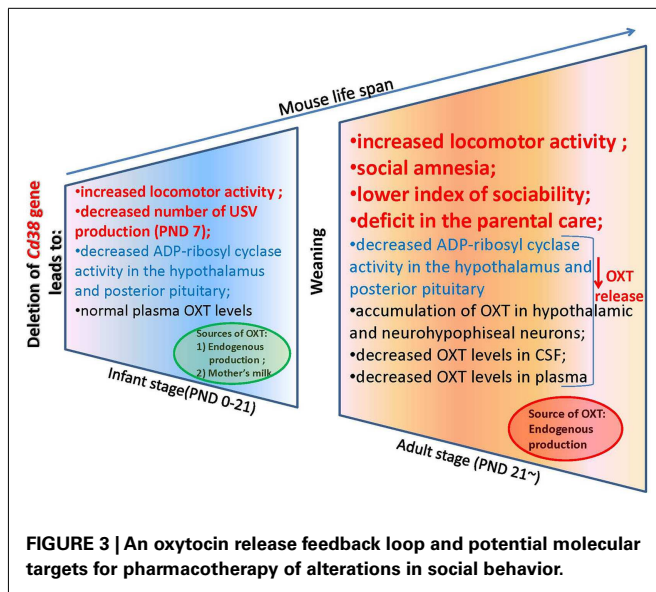 Mouse life span
Deletion of Cd38 gene
leads to:
•increased locomotor activity ;
•decreased number of USV
production (PND 7);
•decreased ADP-ribosyl cyclase
activity in the hypothalamus
and posterior pituitary;
•normal plasma OXT levels
Sources of OXT:
1) Endogenous
production ;
2) Mother's milk
Infant stage(PND 0-21)
Weaning
•increased locomotor activity ;
•social amnesia;
•lower index of sociability;
•deficit in the parental care;
•decreased ADP-ribosyl cyclase
activity in the hypothalamus and
posterior pituitary
•accumulation of OXT in hypothalamic
and neurohypophiseal neurons;
•decreased OXT levels in CSF;
•decreased OXT levels in plasma
↓ OXT
release
Source of OXT:
Endogenous
production
Adult stage (PND 21~)
FIGURE 3 | An oxytocin release feedback loop and potential molecular
targets for pharmacotherapy of alterations in social behavior.